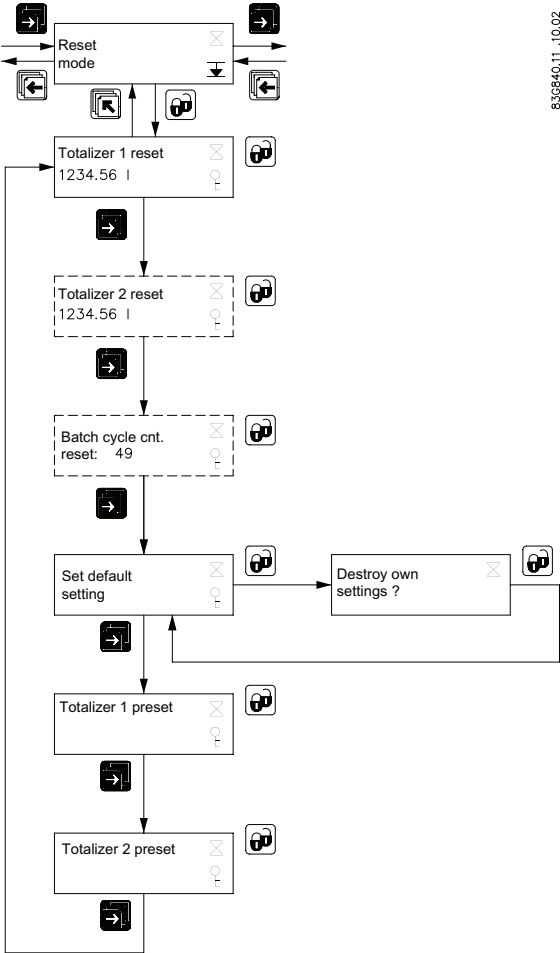 83G840.11 .10.02
Reset
mode
Totalizer 1 reset
1234.56 l
Totalizer 2 reset
1234.56 l
Batch cycle cnt.
reset: 49
Set default
setting
Destroy own
settings ?
Totalizer 1 preset
Totalizer 2 preset